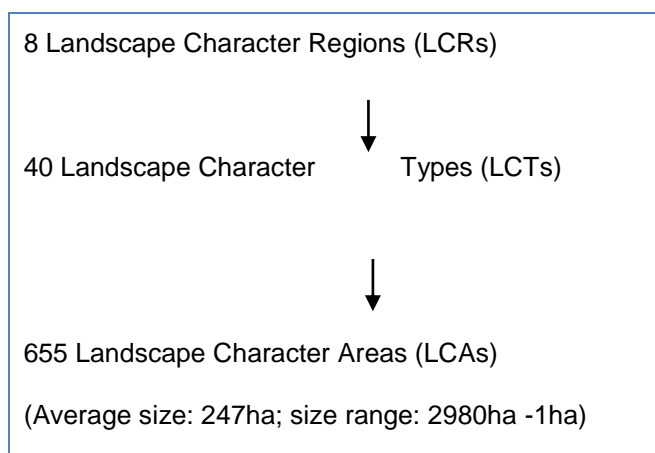 8 Landscape Character Regions (LCRs)
40 Landscape Character Types (LCTs)
655 Landscape Character Areas (LCAs)
(Average size: 247ha; size range: 2980ha -1ha)